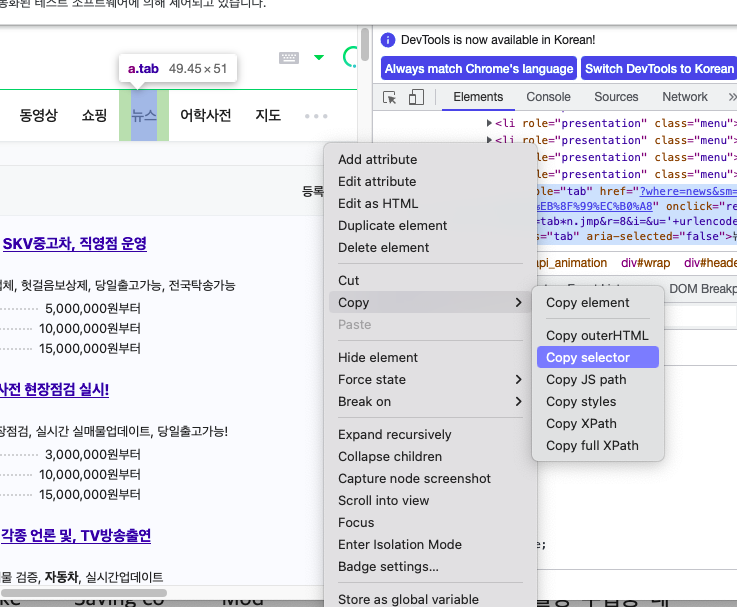 동화된 테스트 소프트웨어에 의해 제어되고 있습니다.
a.tab 49.45 × 51
동영상 쇼핑 뉴스 어학사전 지도
등록
SKV중고차, 직영점 운영
헛걸음보상제, 당일출고가능, 전국탁송가능
5,000,000원부터
10,000,000원부터
15,000,000원부터
사전 현장점검 실시!
실시간 실매물업데이트, 당일출고가능!
3,000,000원부터
10,000,000원부터
15,000,000원부터
각종 언론 및, TV방송출연
물 검증, 자동차, 실시간업데이트
Saving co
DevTools is now available in Korean!
Always match Chrome's language
Switch DevTools to Korean
Elements Console Sources Network »
<li role="presentation" class="menu">
<li role="presentation" class="menu">
le="presentation" class="menu">
le="presentation" class="menu">
ole="tab" href="?where=news&sm=
%EB%8F%99%EC%B0%A8" onclick="re
=tab*n.jmp&r=8&i=&u='+urlencode
s="tab" aria-selected="false">
api_animation div#wrap div#heade
DOM Breakp
Add attribute
Edit attribute
Edit as HTML
Duplicate element
Delete element
Cut
Copy
Paste
Hide element
Force state
Break on
Expand recursively
Collapse children
Capture node screenshot
Scroll into view
Focus
Enter Isolation Mode
Badge settings...
Store as global variable
Copy element
Copy outerHTML
Copy selector
Copy JS path
Copy styles
Copy XPath
Copy full XPath
e;